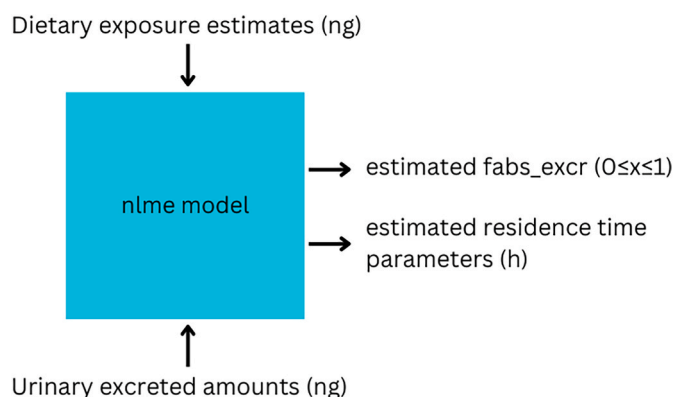 Dietary exposure estimates (ng)
nlme model
estimated fabs_excr (0≤x≤1)
estimated residence time
parameters (h)
Urinary excreted amounts (ng)